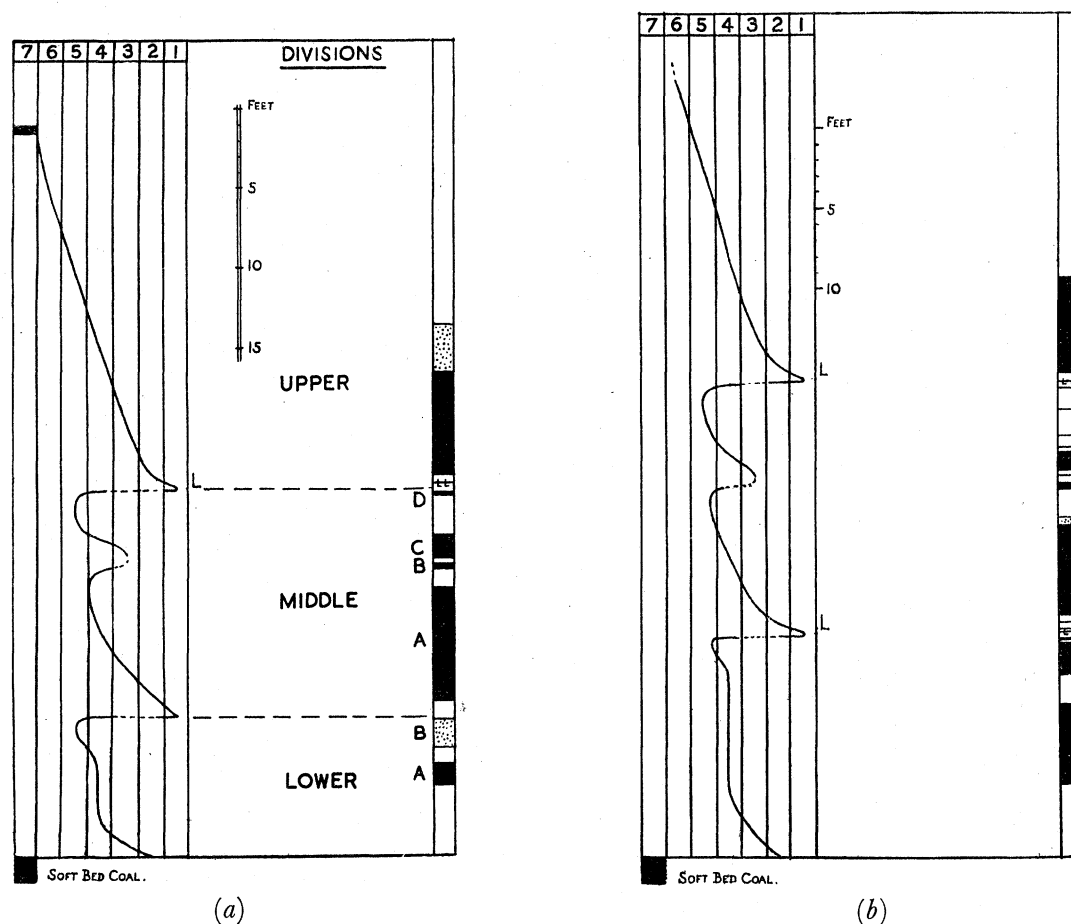 7 6 5 4 3 2 1
DIVISIONS
FEET
5
10
15
UPPER
L
D
C
B
MIDDLE
A
B
LOWER
A
SOFT BED COAL.
(a)
7 6 5 4 3 2 1
FEET
5
10
L
L
SOFT BED COAL.
(b)